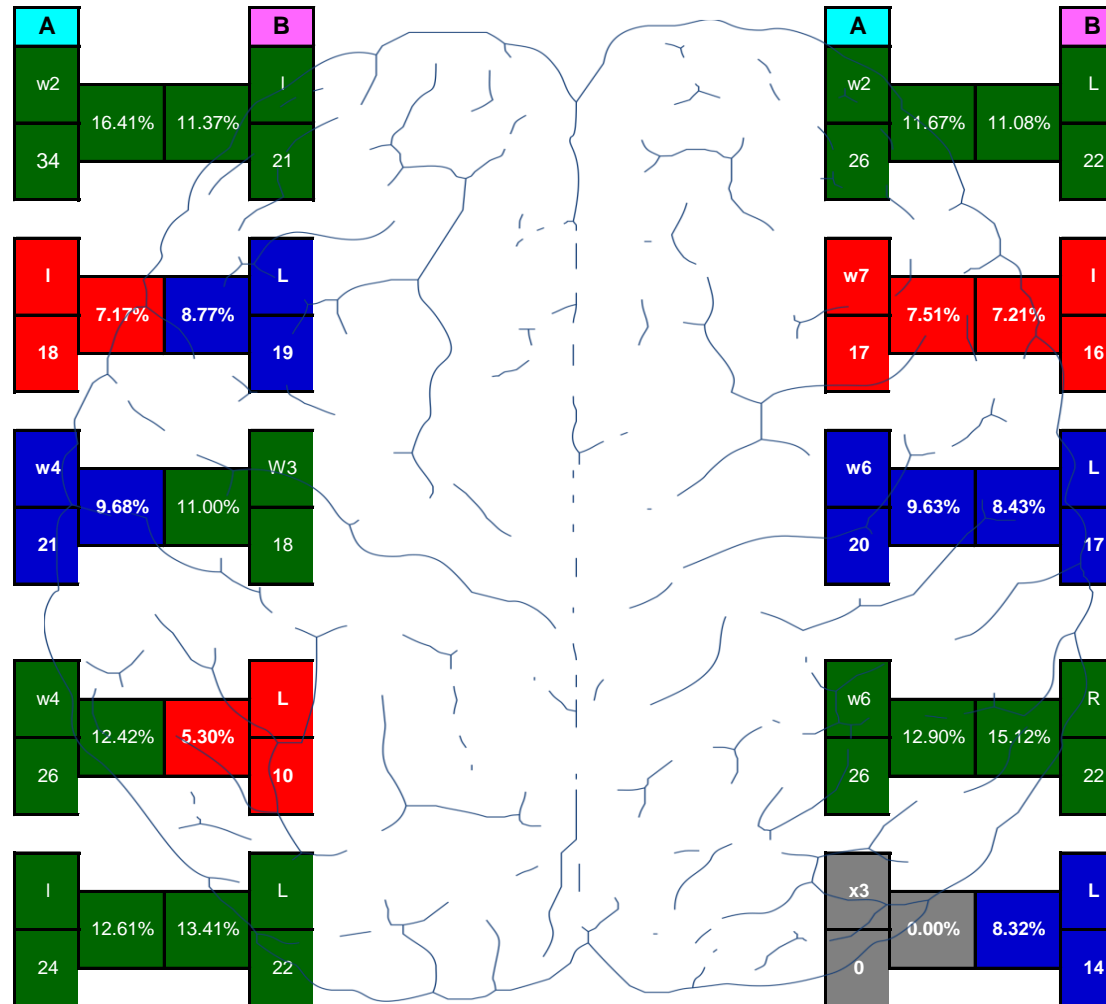 A B A B
w2 I w2 L
16.41% 11.37% 11.67% 11.08%
34 21 26 22
I L w7 I
7.17% 8.77% 7.51% 7.21%
18 19 17 16
w4 W3 w6 L
9.68% 11.00% 9.63% 8.43%
21 18 20 17
w4 L w6 R
12.42% 5.30% 12.90% 15.12%
26 10 26 22
I L x3 L
12.61% 13.41% 0.00% 8.32%
24 22 0 14